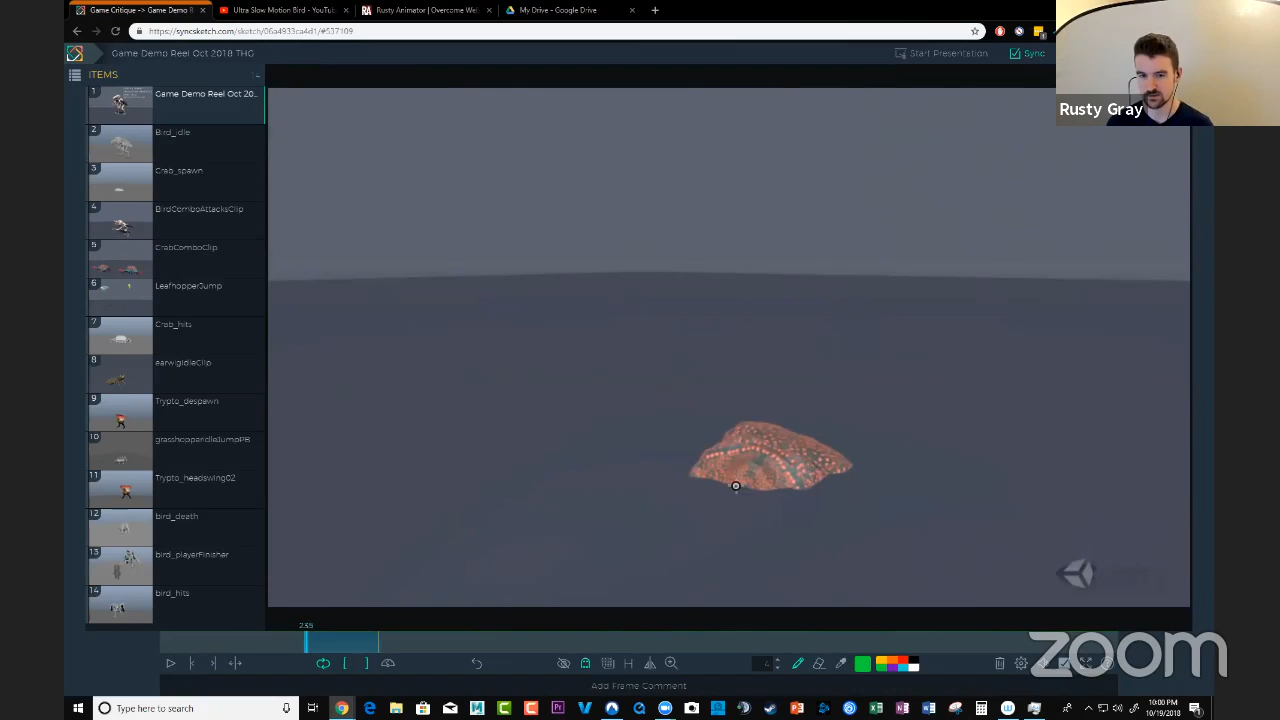 Game Critique -> Game Demo R
Ultra Slow Motion Bird - YouTub
Rusty Animator | Overcome Wel
My Drive - Google Drive
https://syncsketch.com/sketch/06a4933ca4d1/#537109
Game Demo Reel Oct 2018 THG
Start Presentation
Sync
Rusty Gray
ITEMS
1
Game Demo Reel Oct 20...
2
Bird_idle
3
Crab_spawn
4
BirdComboAttacksClip
5
CrabComboClip
6
LeafhopperJump
7
Crab_hits
8
earwigIdleClip
9
Trypto_despawn
10
grasshopperIdleJumpPB
11
Trypto_headswing02
12
bird_death
13
bird_playerFinisher
14
bird_hits
235
4
zoom
Add Frame Comment
Type here to search
10:00 PM
10/19/2018